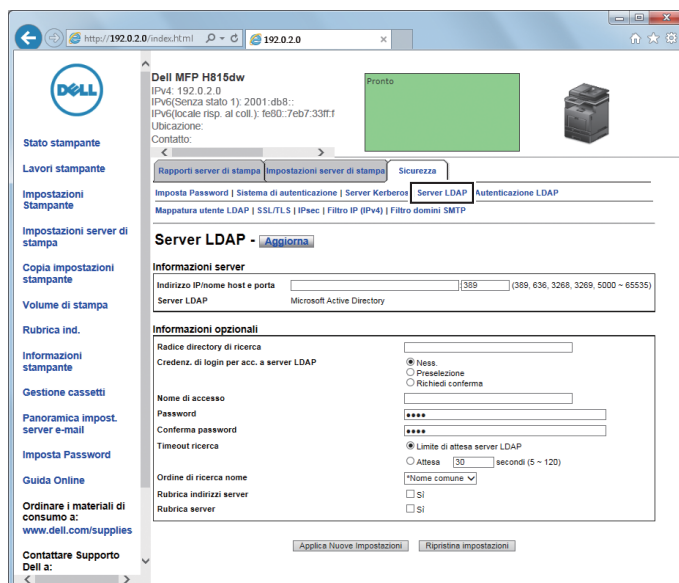 http://192.0.2.0/index.html
192.0.2.0
DELL
Dell MFP H815dw
IPv4: 192.0.2.0
IPv6(Senza stato 1): 2001:db8::
IPv6(locale risp. al coll.): fe80::7eb7:33ff:f
Ubicazione:
Contatto:
Pronto
Stato stampante
Lavori stampante
Impostazioni
Stampante
Impostazioni server di
stampa
Copia impostazioni
stampante
Volume di stampa
Rubrica ind.
Informazioni
stampante
Gestione cassetti
Panoramica impost.
server e-mail
Imposta Password
Guida Online
Ordinare i materiali di
consumo a:
www.dell.com/supplies
Contattare Supporto
Dell a:
Rapporti server di stampa Impostazioni server di stampa Sicurezza
Imposta Password | Sistema di autenticazione | Server Kerberos Server LDAP Autenticazione LDAP
Mappatura utente LDAP | SSL/TLS | IPsec | Filtro IP (IPv4) | Filtro domini SMTP
Server LDAP - Aggiorna
Informazioni server
Indirizzo IP/nome host e porta :389 (389, 636, 3268, 3269, 5000 ~ 65535)
Server LDAP Microsoft Active Directory
Informazioni opzionali
Radice directory di ricerca
Credenz. di login per acc. a server LDAP Ness.
Preselezione
Richiedi conferma
Nome di accesso
Password ••••
Conferma password ••••
Timeout ricerca Limite di attesa server LDAP
Attesa 30 secondi (5 ~ 120)
Ordine di ricerca nome *Nome comune
Rubrica indirizzi server Sì
Rubrica server Sì
Applica Nuove Impostazioni Ripristina impostazioni